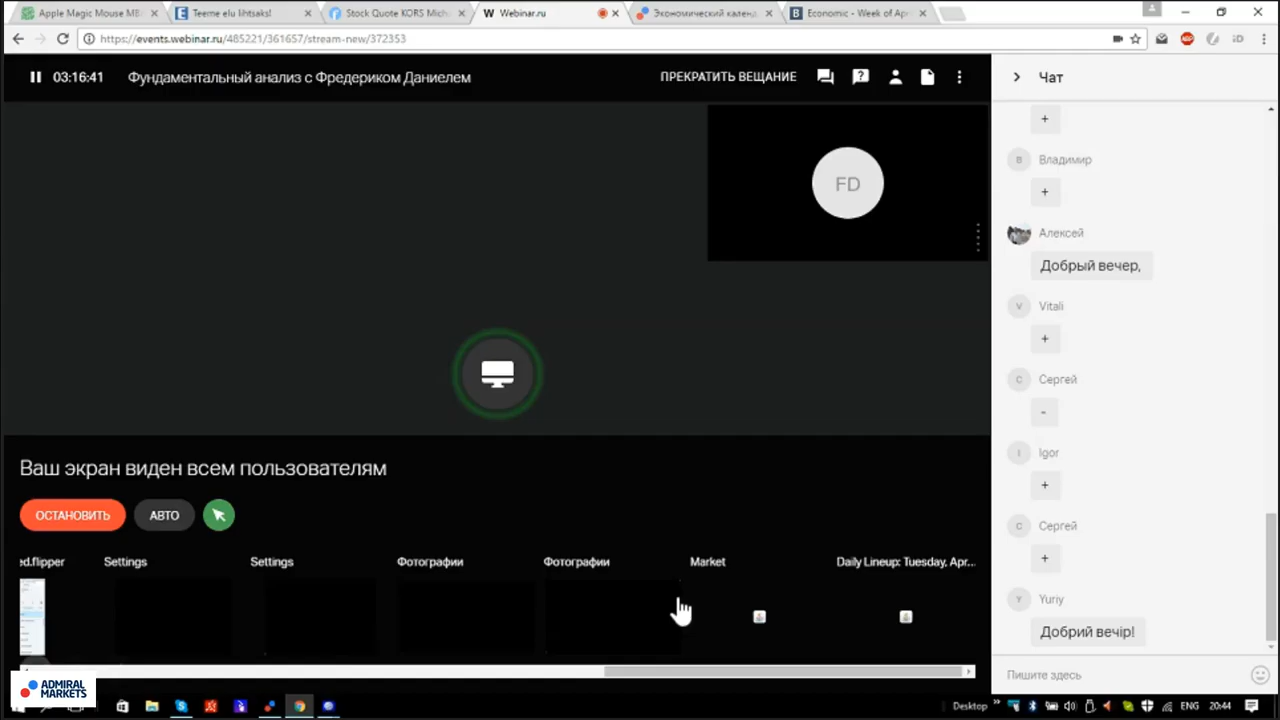 Apple Magic Mouse MB
Teeme elu lihtsaks!
Stock Quote KORS Mich
Webinar.ru
Экономический календ
Economic - Week of Apri
https://events.webinar.ru/485221/361657/stream-new/372353
03:16:41
Фундаментальный анализ с Фредериком Даниелем
ПРЕКРАТИТЬ ВЕЩАНИЕ
FD
Ваш экран виден всем пользователям
ОСТАНОВИТЬ
АВТО
ed.flipper
Settings
Settings
Фотографии
Фотографии
Market
Daily Lineup: Tuesday, Apr...
Чат
+
В
Владимир
+
Алексей
Добрый вечер,
V
Vitali
+
С
Сергей
-
I
Igor
+
С
Сергей
+
Y
Yuriy
Добрий вечір!
Пишите здесь
ADMIRAL
MARKETS
Desktop
ENG
20:44